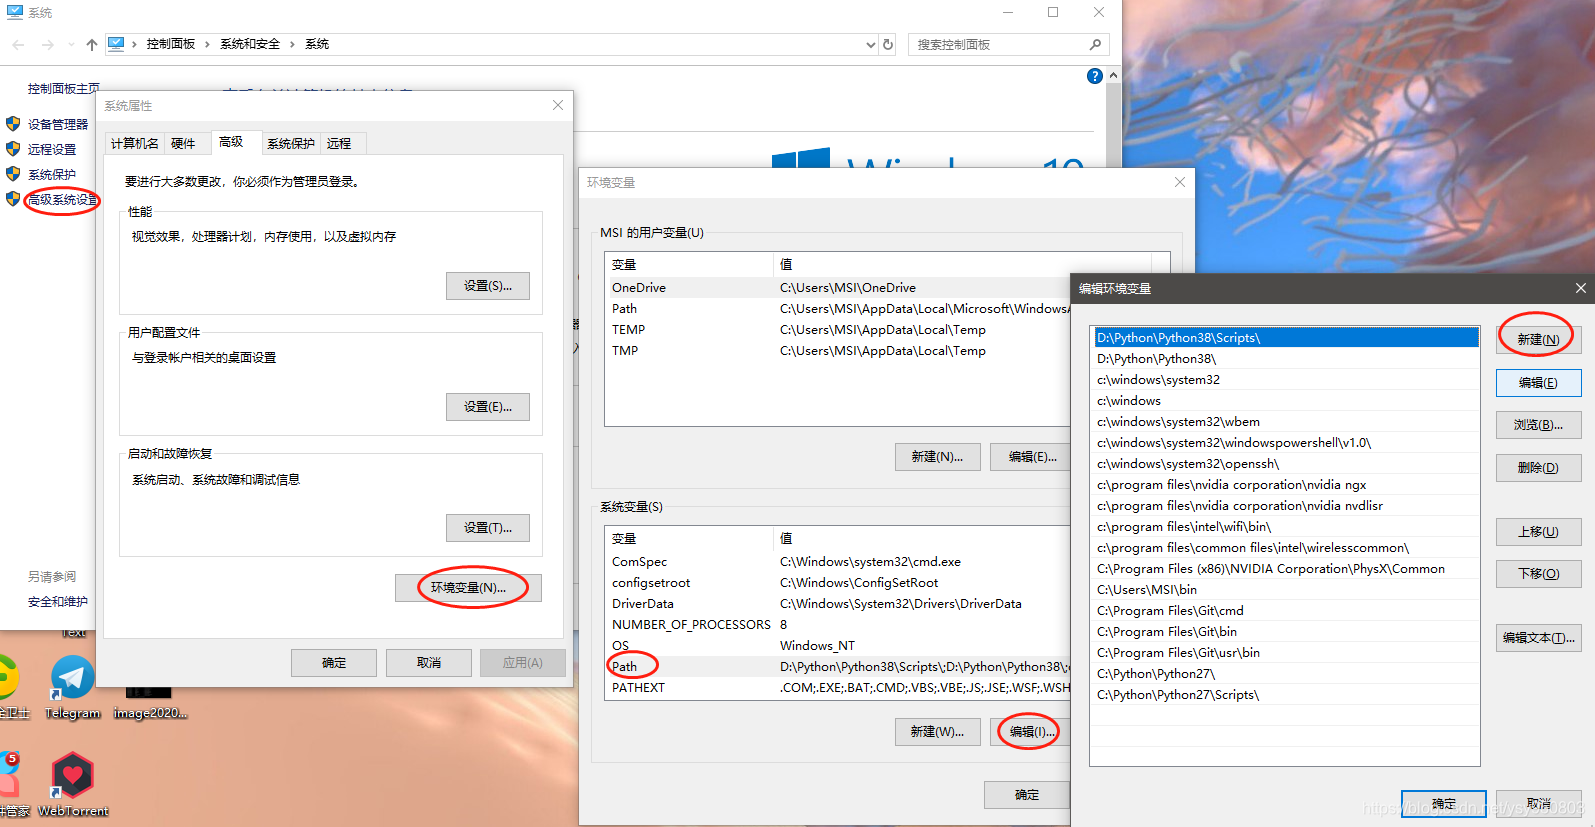 系统
控制面板 › 系统和安全 › 系统
搜索控制面板
控制面板主页
设备管理器
远程设置
系统保护
高级系统设置
另请参阅
安全和维护
系统属性
计算机名 硬件 高级 系统保护 远程
要进行大多数更改，你必须作为管理员登录。
性能
视觉效果，处理器计划，内存使用，以及虚拟内存
设置(S)...
用户配置文件
与登录帐户相关的桌面设置
设置(E)...
启动和故障恢复
系统启动、系统故障和调试信息
设置(T)...
环境变量(N)...
确定 取消 应用(A)
环境变量
MSI 的用户变量(U)
变量 值
OneDrive C:\Users\MSI\OneDrive
Path C:\Users\MSI\AppData\Local\Microsoft\WindowsA
TEMP C:\Users\MSI\AppData\Local\Temp
TMP C:\Users\MSI\AppData\Local\Temp
新建(N)... 编辑(E)...
系统变量(S)
变量 值
ComSpec C:\Windows\system32\cmd.exe
configsetroot C:\Windows\ConfigSetRoot
DriverData C:\Windows\System32\Drivers\DriverData
NUMBER_OF_PROCESSORS 8
OS Windows_NT
Path D:\Python\Python38\Scripts\;D:\Python\Python38\;c
PATHEXT .COM;.EXE;.BAT;.CMD;.VBS;.VBE;.JS;.JSE;.WSF;.WSH
新建(W)... 编辑(I)...
确定
编辑环境变量
D:\Python\Python38\Scripts\
D:\Python\Python38\
c:\windows\system32
c:\windows
c:\windows\system32\wbem
c:\windows\system32\windowspowershell\v1.0\
c:\windows\system32\openssh\
c:\program files\nvidia corporation\nvidia ngx
c:\program files\nvidia corporation\nvidia nvdlisr
c:\program files\intel\wifi\bin\
c:\program files\common files\intel\wirelesscommon\
C:\Program Files (x86)\NVIDIA Corporation\PhysX\Common
C:\Users\MSI\bin
C:\Program Files\Git\cmd
C:\Program Files\Git\bin
C:\Program Files\Git\usr\bin
C:\Python\Python27\
C:\Python\Python27\Scripts\
新建(N)
编辑(E)
浏览(B)...
删除(D)
上移(U)
下移(O)
编辑文本(T)...
确定 取消
Text
全卫士 Telegram image2020...
5
件管家 WebTorrent